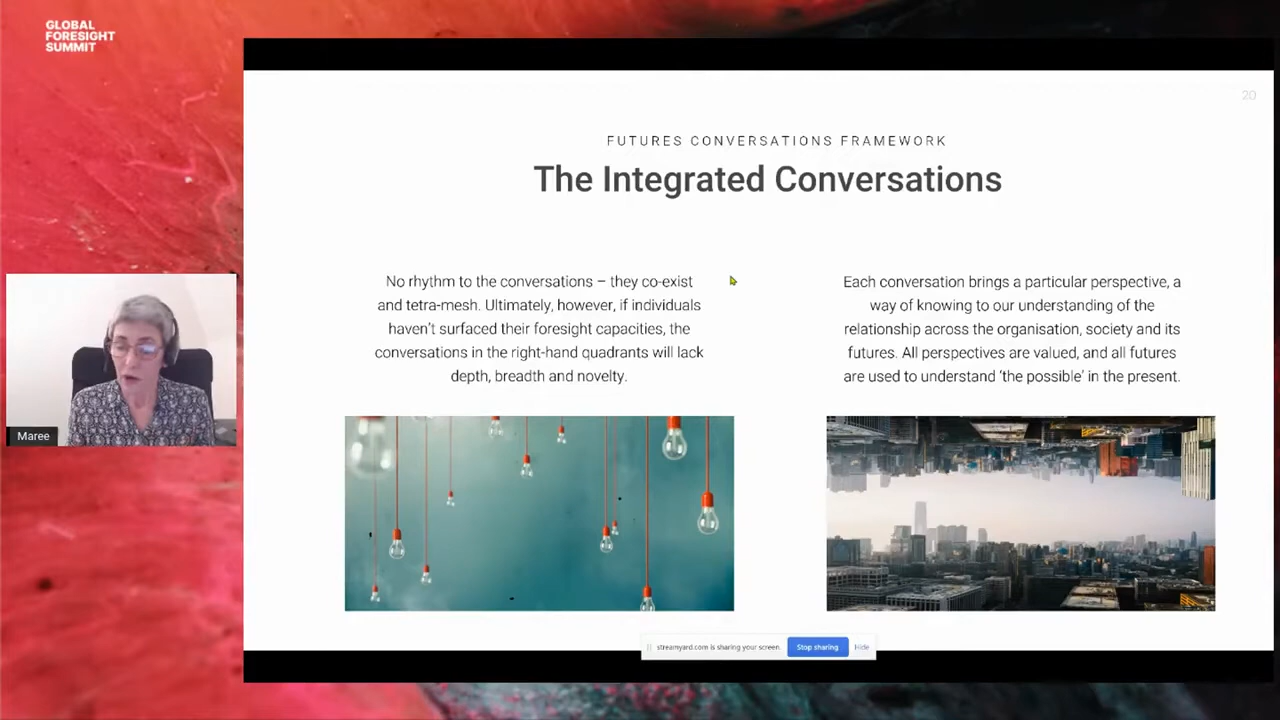 GLOBAL
FORESIGHT
SUMMIT
20
FUTURES CONVERSATIONS FRAMEWORK
The Integrated Conversations
No rhythm to the conversations – they co-exist
and tetra-mesh. Ultimately, however, if individuals
haven't surfaced their foresight capacities, the
conversations in the right-hand quadrants will lack
depth, breadth and novelty.
Each conversation brings a particular perspective, a
way of knowing to our understanding of the
relationship across the organisation, society and its
futures. All perspectives are valued, and all futures
are used to understand 'the possible' in the present.
Maree
streamyard.com is sharing your screen.
Stop sharing
Hide